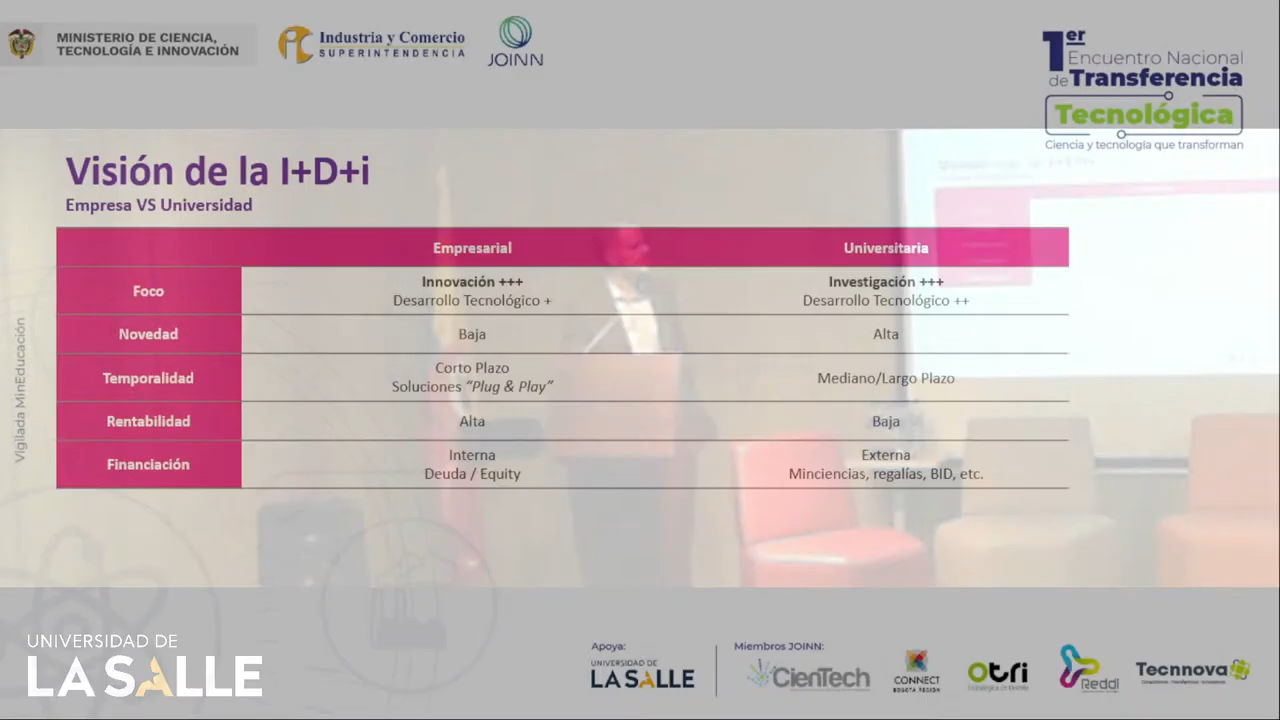 MINISTERIO DE CIENCIA,
TECNOLOGÍA E INNOVACIÓN
Industria y Comercio
SUPERINTENDENCIA
JOINN
1er
Encuentro Nacional
de Transferencia
Tecnológica
Ciencia y tecnología que transforman
Visión de la I+D+i
Empresa VS Universidad
Empresarial Universitaria
Foco
Innovación +++
Desarrollo Tecnológico +
Investigación +++
Desarrollo Tecnológico ++
Novedad Baja Alta
Temporalidad
Corto Plazo
Soluciones “Plug & Play”
Mediano/Largo Plazo
Rentabilidad Alta Baja
Financiación
Interna
Deuda / Equity
Externa
Minciencias, regalías, BID, etc.
Vigilada MinEducación
UNIVERSIDAD DE
LA SALLE
Apoya:
UNIVERSIDAD DE
LA SALLE
Miembros JOINN:
CienTech
CONNECT
BOGOTÁ REGIÓN
otri
Reddi
Tecnnova